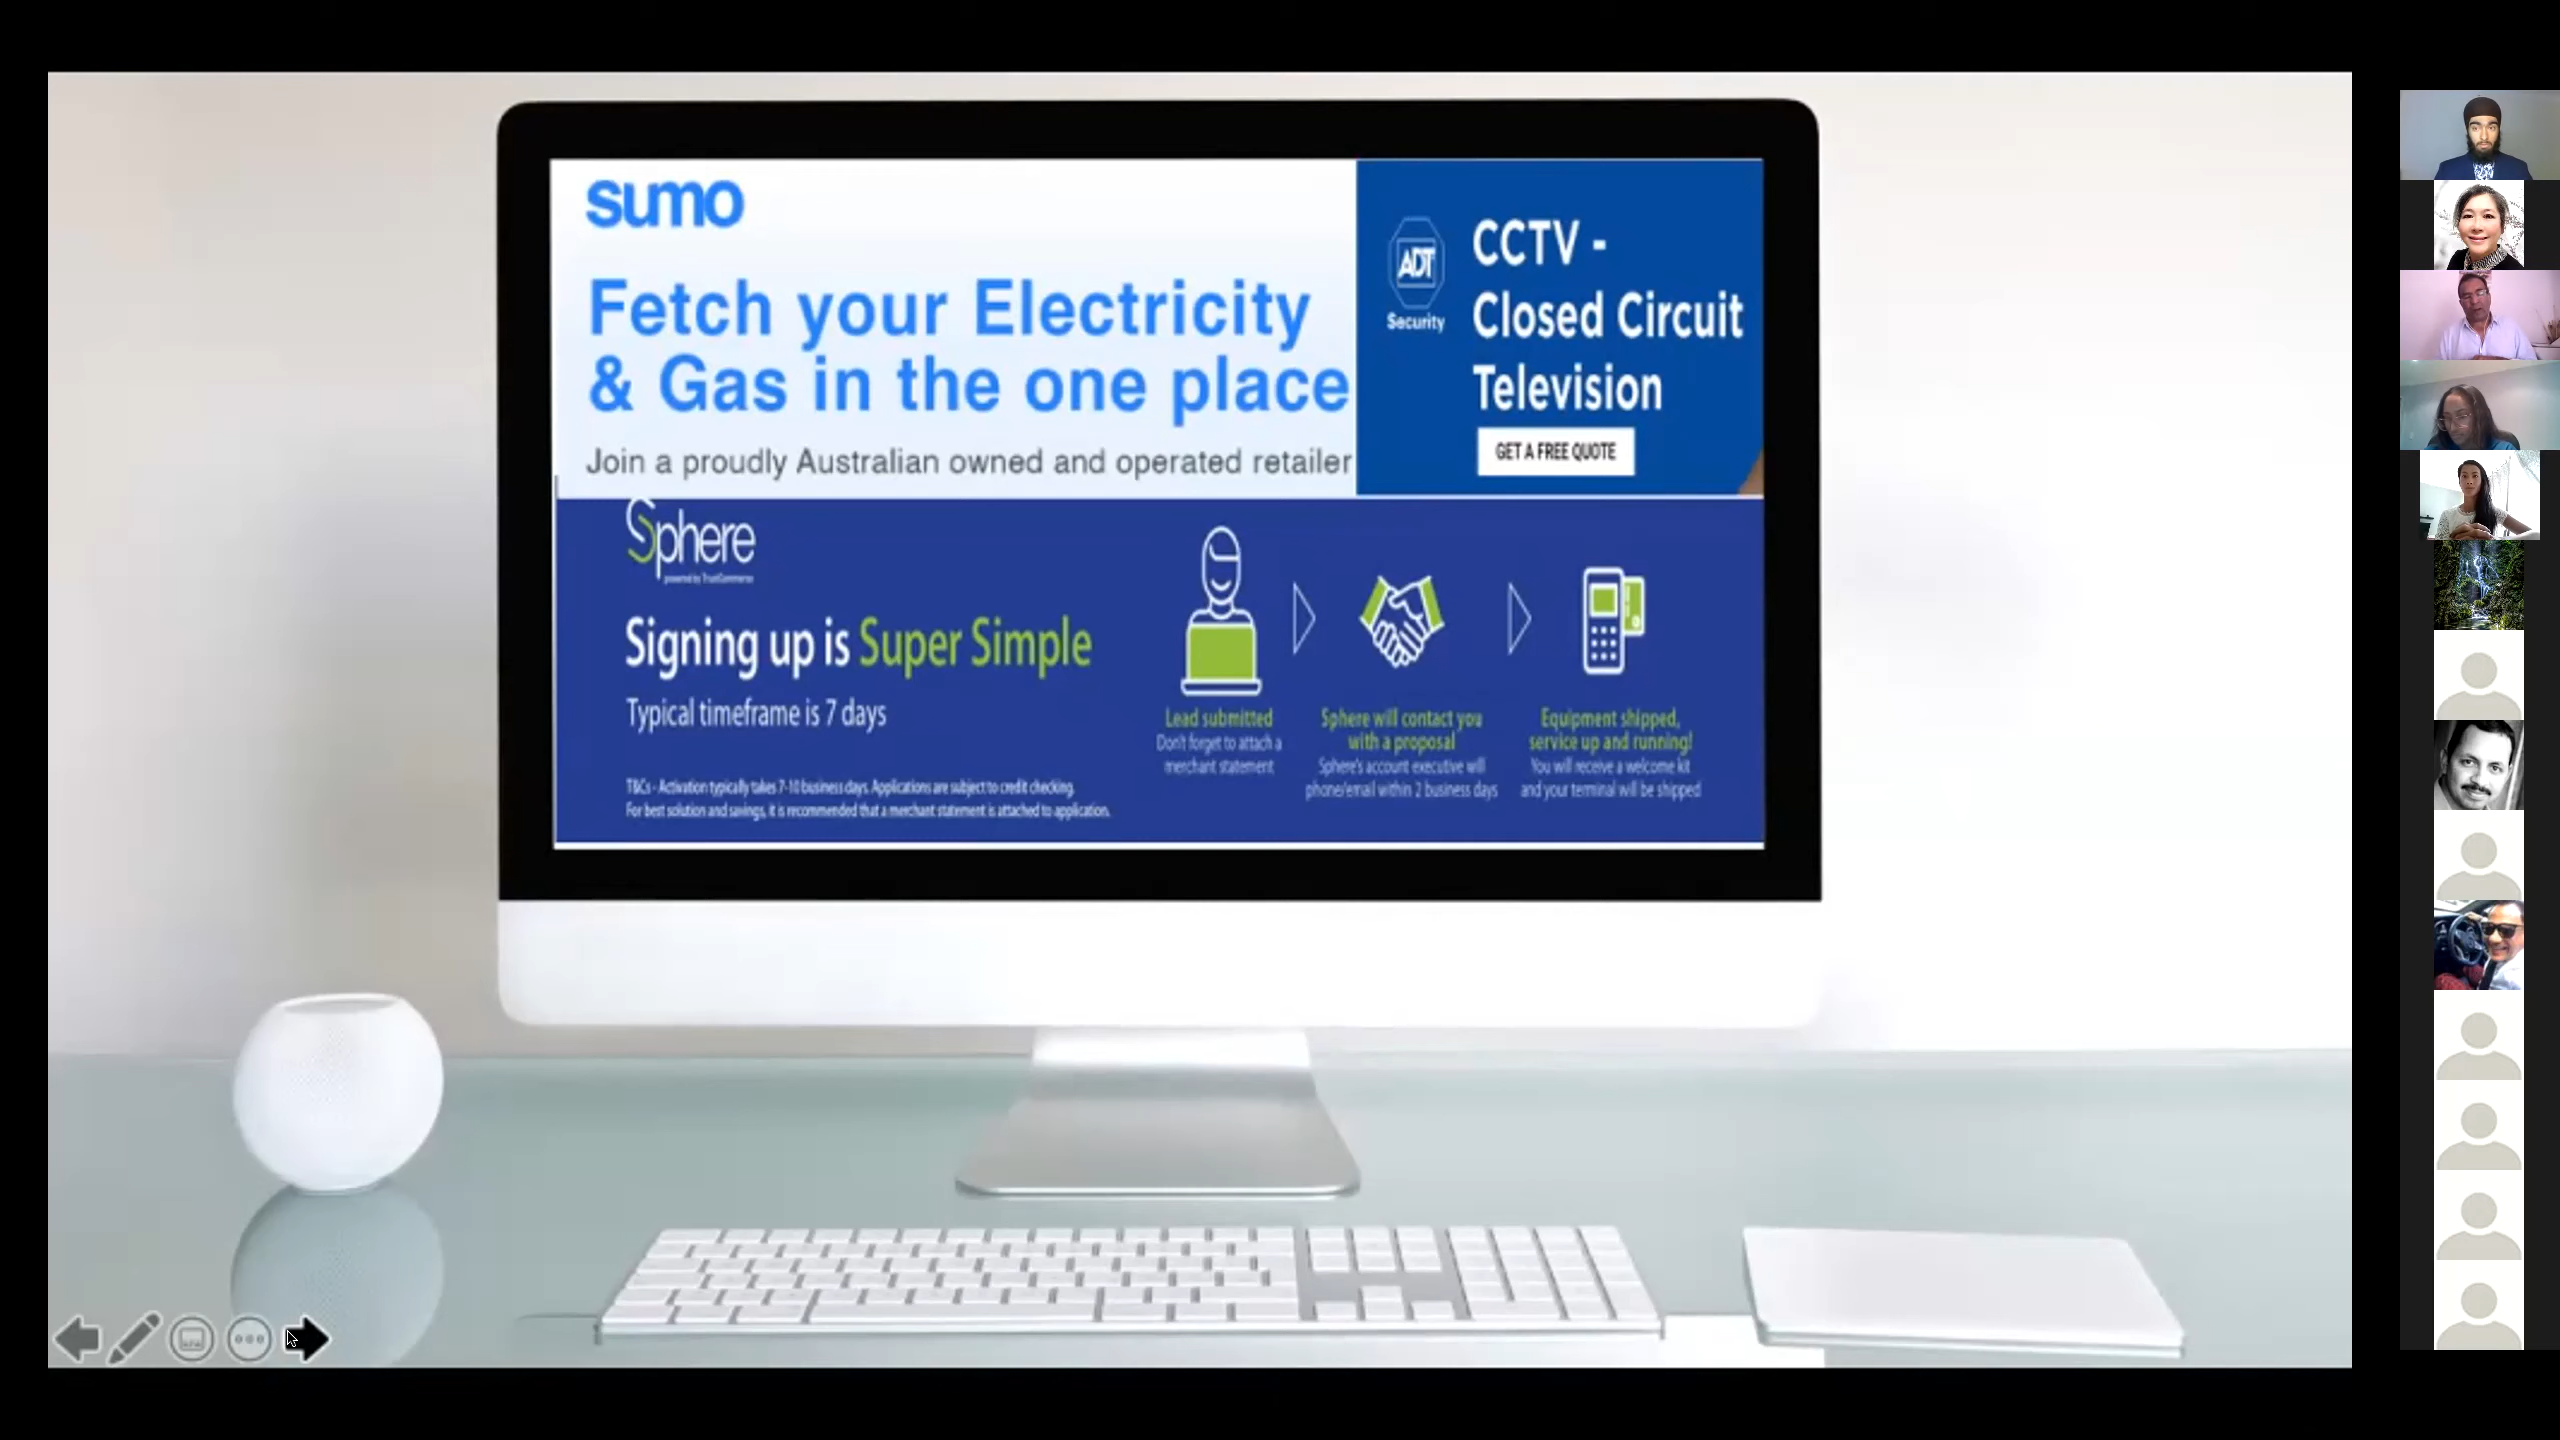 sumo
Fetch your Electricity
& Gas in the one place
Join a proudly Australian owned and operated retailer
ADT
Security
CCTV -
Closed Circuit
Television
GET A FREE QUOTE
Sphere
powered by TrustCommerce
Signing up is Super Simple
Typical timeframe is 7 days
T&Cs - Activation typically takes 7-10 business days. Applications are subject to credit checking.
For best solution and savings, it is recommended that a merchant statement is attached to application.
Lead submitted
Don't forget to attach a
merchant statement
Sphere will contact you
with a proposal
Sphere's account executive will
phone/email within 2 business days
Equipment shipped,
service up and running!
You will receive a welcome kit
and your terminal will be shipped